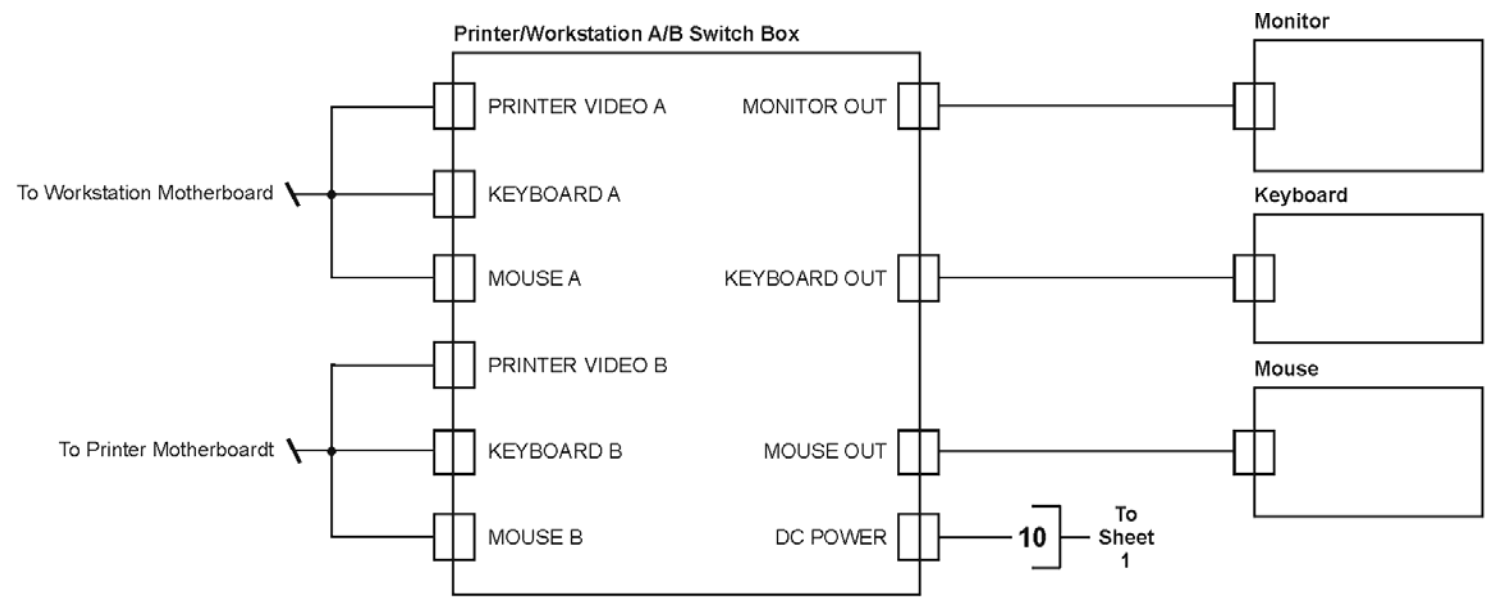 Printer/Workstation A/B Switch Box
Monitor
PRINTER VIDEO A
MONITOR OUT
To Workstation Motherboard
KEYBOARD A
Keyboard
MOUSE A
KEYBOARD OUT
PRINTER VIDEO B
Mouse
To Printer Motherboardt
KEYBOARD B
MOUSE OUT
MOUSE B
DC POWER
10
To
Sheet
1